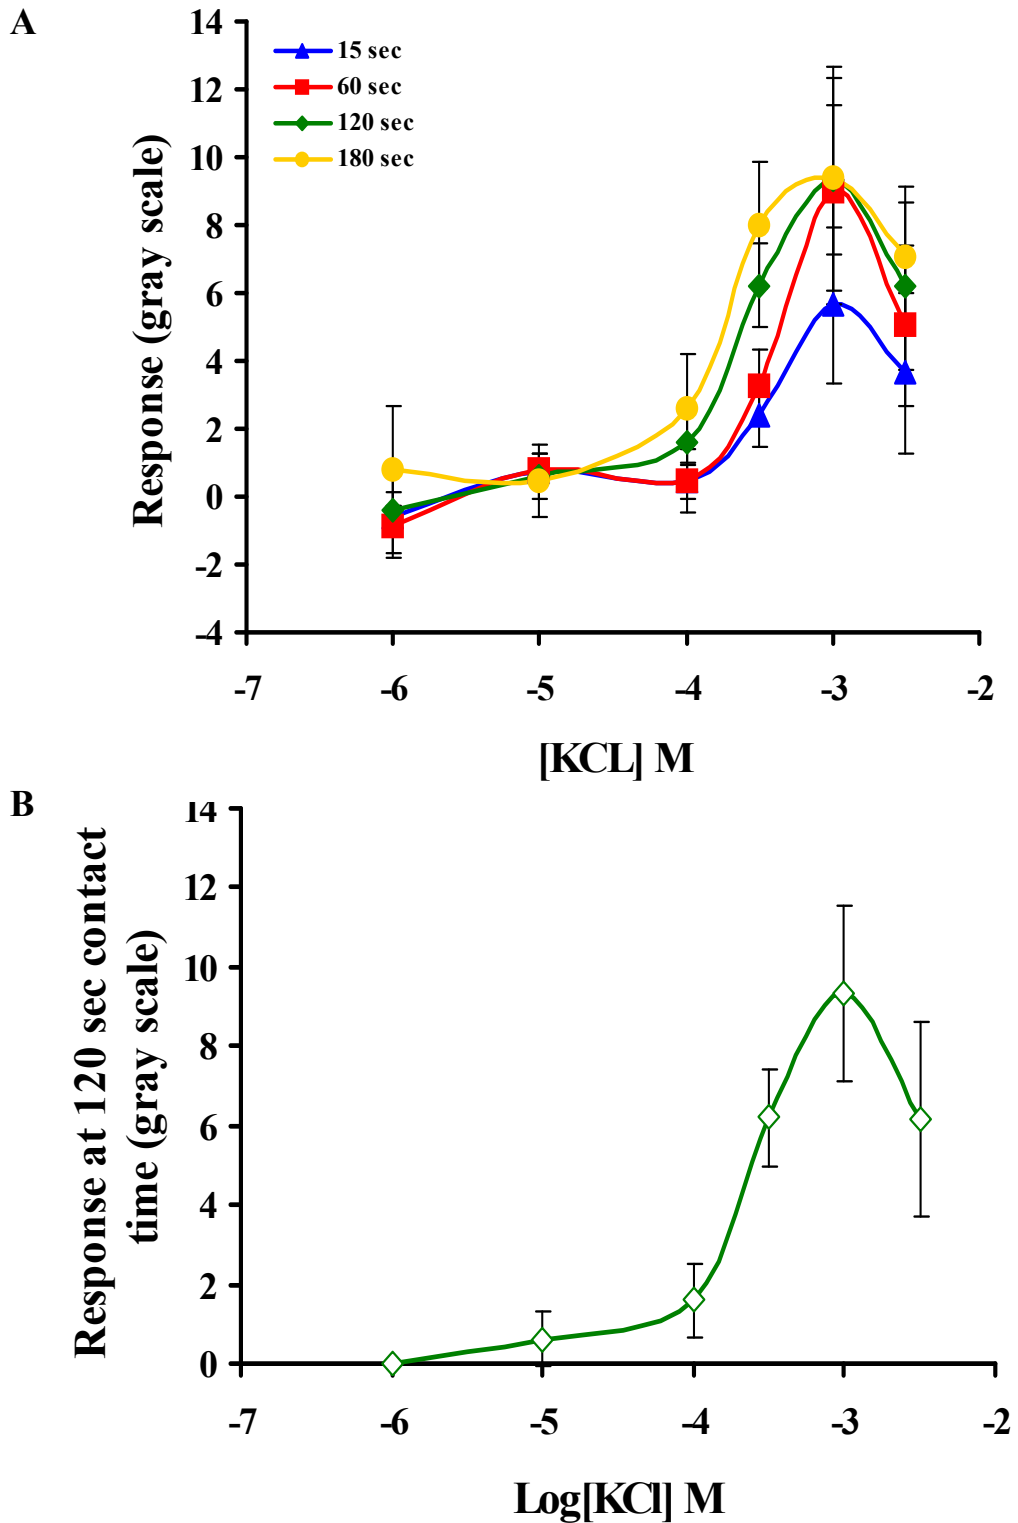 A
14
12
10
8
6
4
2
0
-2
-4
15 sec
60 sec
120 sec
180 sec
Response (gray scale)
-7 -6 -5 -4 -3 -2
[KCL] M
B
14
12
10
8
6
4
2
0
Response at 120 sec contact
time (gray scale)
-7 -6 -5 -4 -3 -2
Log[KCl] M